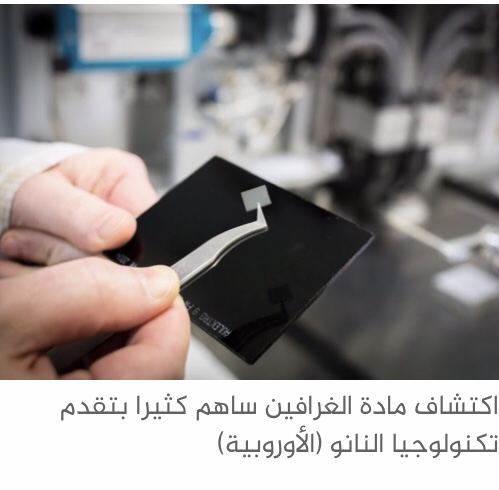 اكتشاف مادة الغرافين ساهم كثيرا بتقدم
تكنولوجيا النانو (الأوروبية)